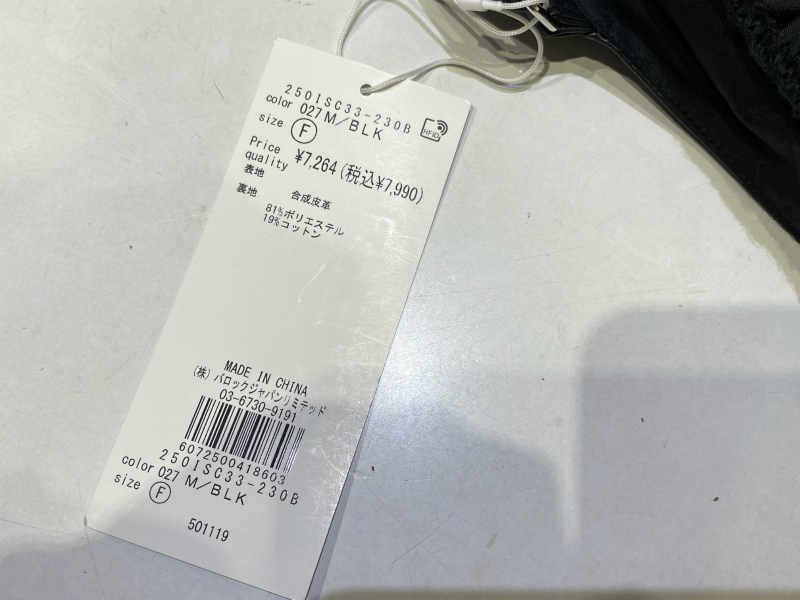 250ISC33-230B
color 027 M/BLK
RFID
size F
Price ¥7,264(税込¥7,990)
quality
表地 合成皮革
裏地
81%ポリエステル
19%コットン
MADE IN CHINA
(株)バロックジャパンリミテッド
03-6730-9191
6072500418603
250ISC33-230B
color 027 M/BLK
size F
501119